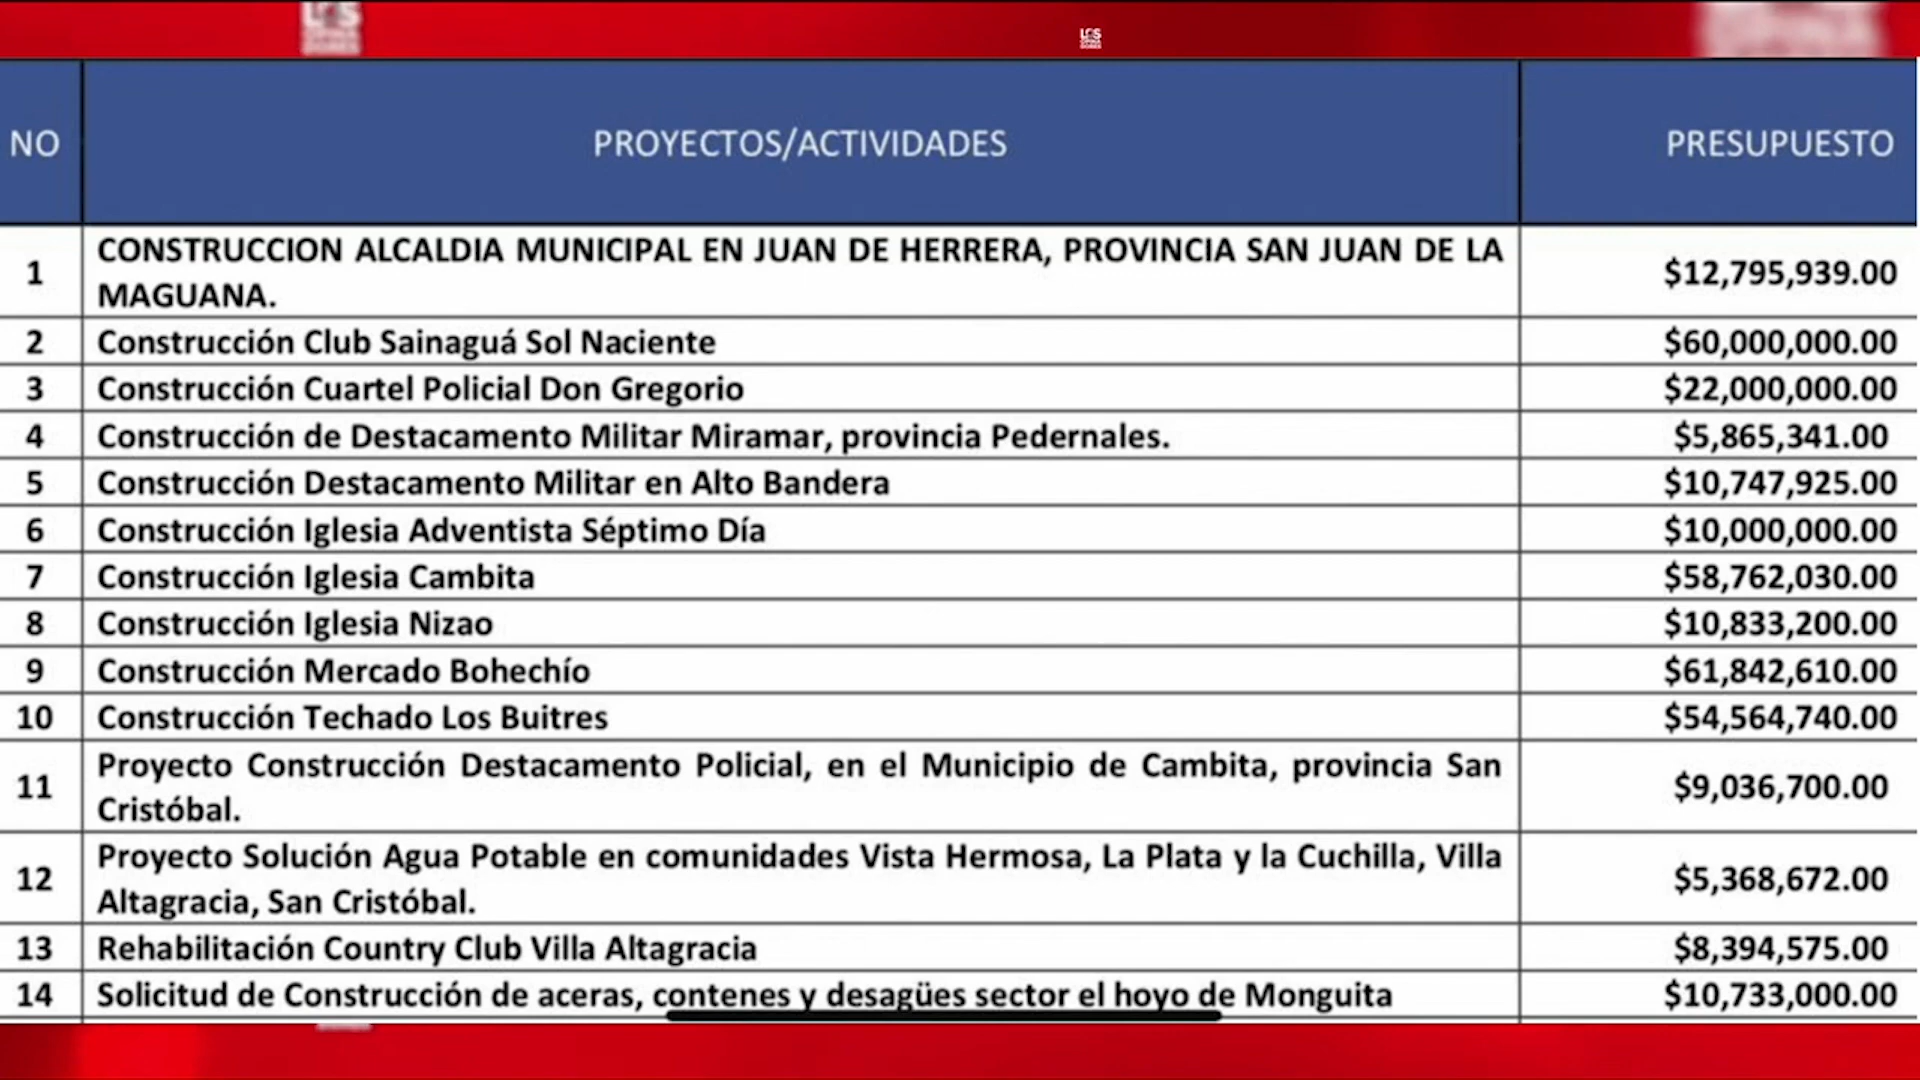 LOS
OPINA
DORES
LOS
OPINA
DORES
NO PROYECTOS/ACTIVIDADES PRESUPUESTO
1 CONSTRUCCION ALCALDIA MUNICIPAL EN JUAN DE HERRERA, PROVINCIA SAN JUAN DE LA
MAGUANA. $12,795,939.00
2 Construcción Club Sainaguá Sol Naciente $60,000,000.00
3 Construcción Cuartel Policial Don Gregorio $22,000,000.00
4 Construcción de Destacamento Militar Miramar, provincia Pedernales. $5,865,341.00
5 Construcción Destacamento Militar en Alto Bandera $10,747,925.00
6 Construcción Iglesia Adventista Séptimo Día $10,000,000.00
7 Construcción Iglesia Cambita $58,762,030.00
8 Construcción Iglesia Nizao $10,833,200.00
9 Construcción Mercado Bohechío $61,842,610.00
10 Construcción Techado Los Buitres $54,564,740.00
11 Proyecto Construcción Destacamento Policial, en el Municipio de Cambita, provincia San
Cristóbal. $9,036,700.00
12 Proyecto Solución Agua Potable en comunidades Vista Hermosa, La Plata y la Cuchilla, Villa
Altagracia, San Cristóbal. $5,368,672.00
13 Rehabilitación Country Club Villa Altagracia $8,394,575.00
14 Solicitud de Construcción de aceras, contenes y desagües sector el hoyo de Monguita $10,733,000.00